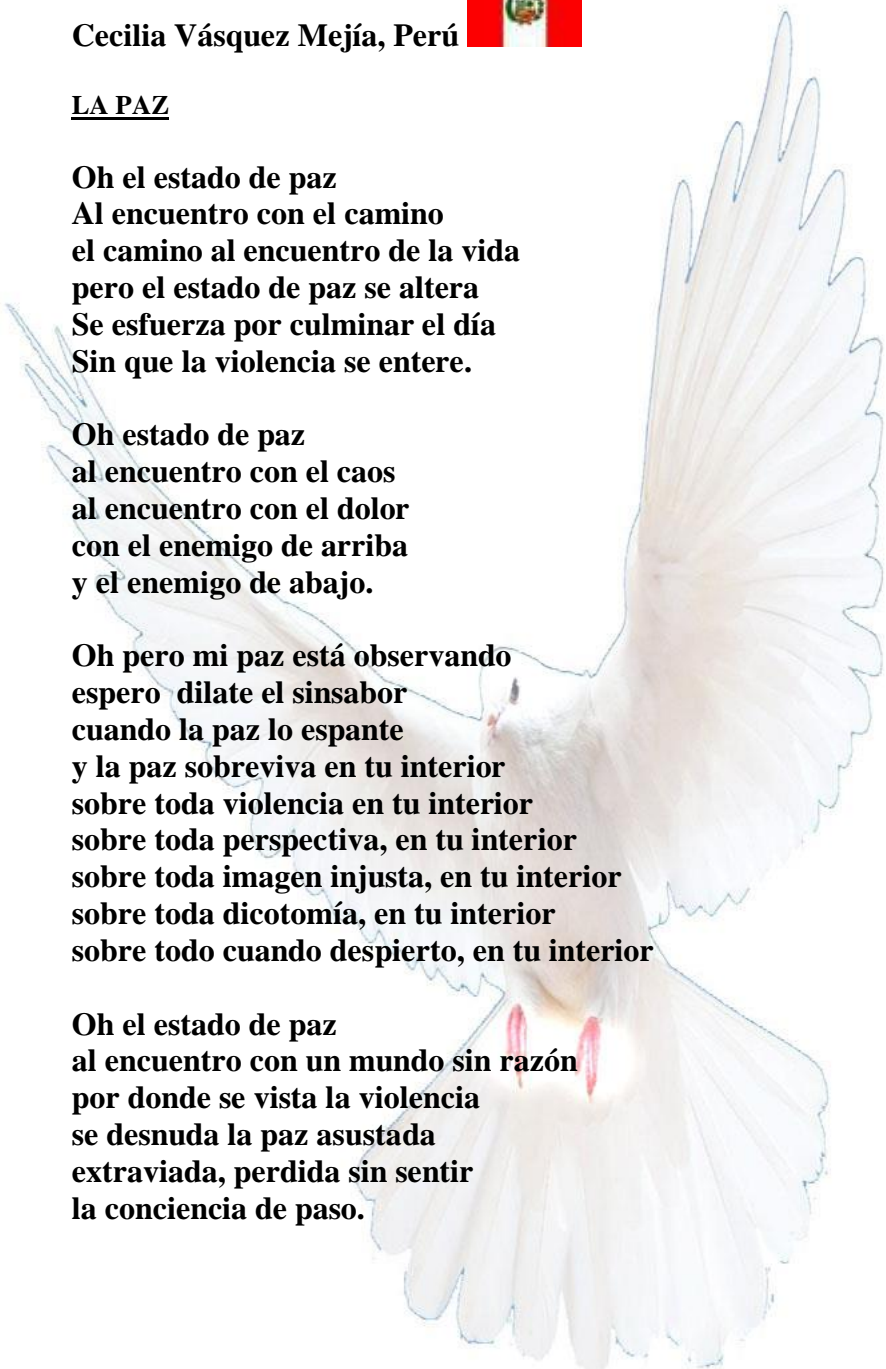 Cecilia Vásquez Mejía, Perú
LA PAZ
Oh el estado de paz
Al encuentro con el camino
el camino al encuentro de la vida
pero el estado de paz se altera
Se esfuerza por culminar el día
Sin que la violencia se entere.
Oh estado de paz
al encuentro con el caos
al encuentro con el dolor
con el enemigo de arriba
y el enemigo de abajo.
Oh pero mi paz está observando
espero  dilate el sinsabor
cuando la paz lo espante
y la paz sobreviva en tu interior
sobre toda violencia en tu interior
sobre toda perspectiva, en tu interior
sobre toda imagen injusta, en tu interior
sobre toda dicotomía, en tu interior
sobre todo cuando despierto, en tu interior
Oh el estado de paz
al encuentro con un mundo sin razón
por donde se vista la violencia
se desnuda la paz asustada
extraviada, perdida sin sentir
la conciencia de paso.